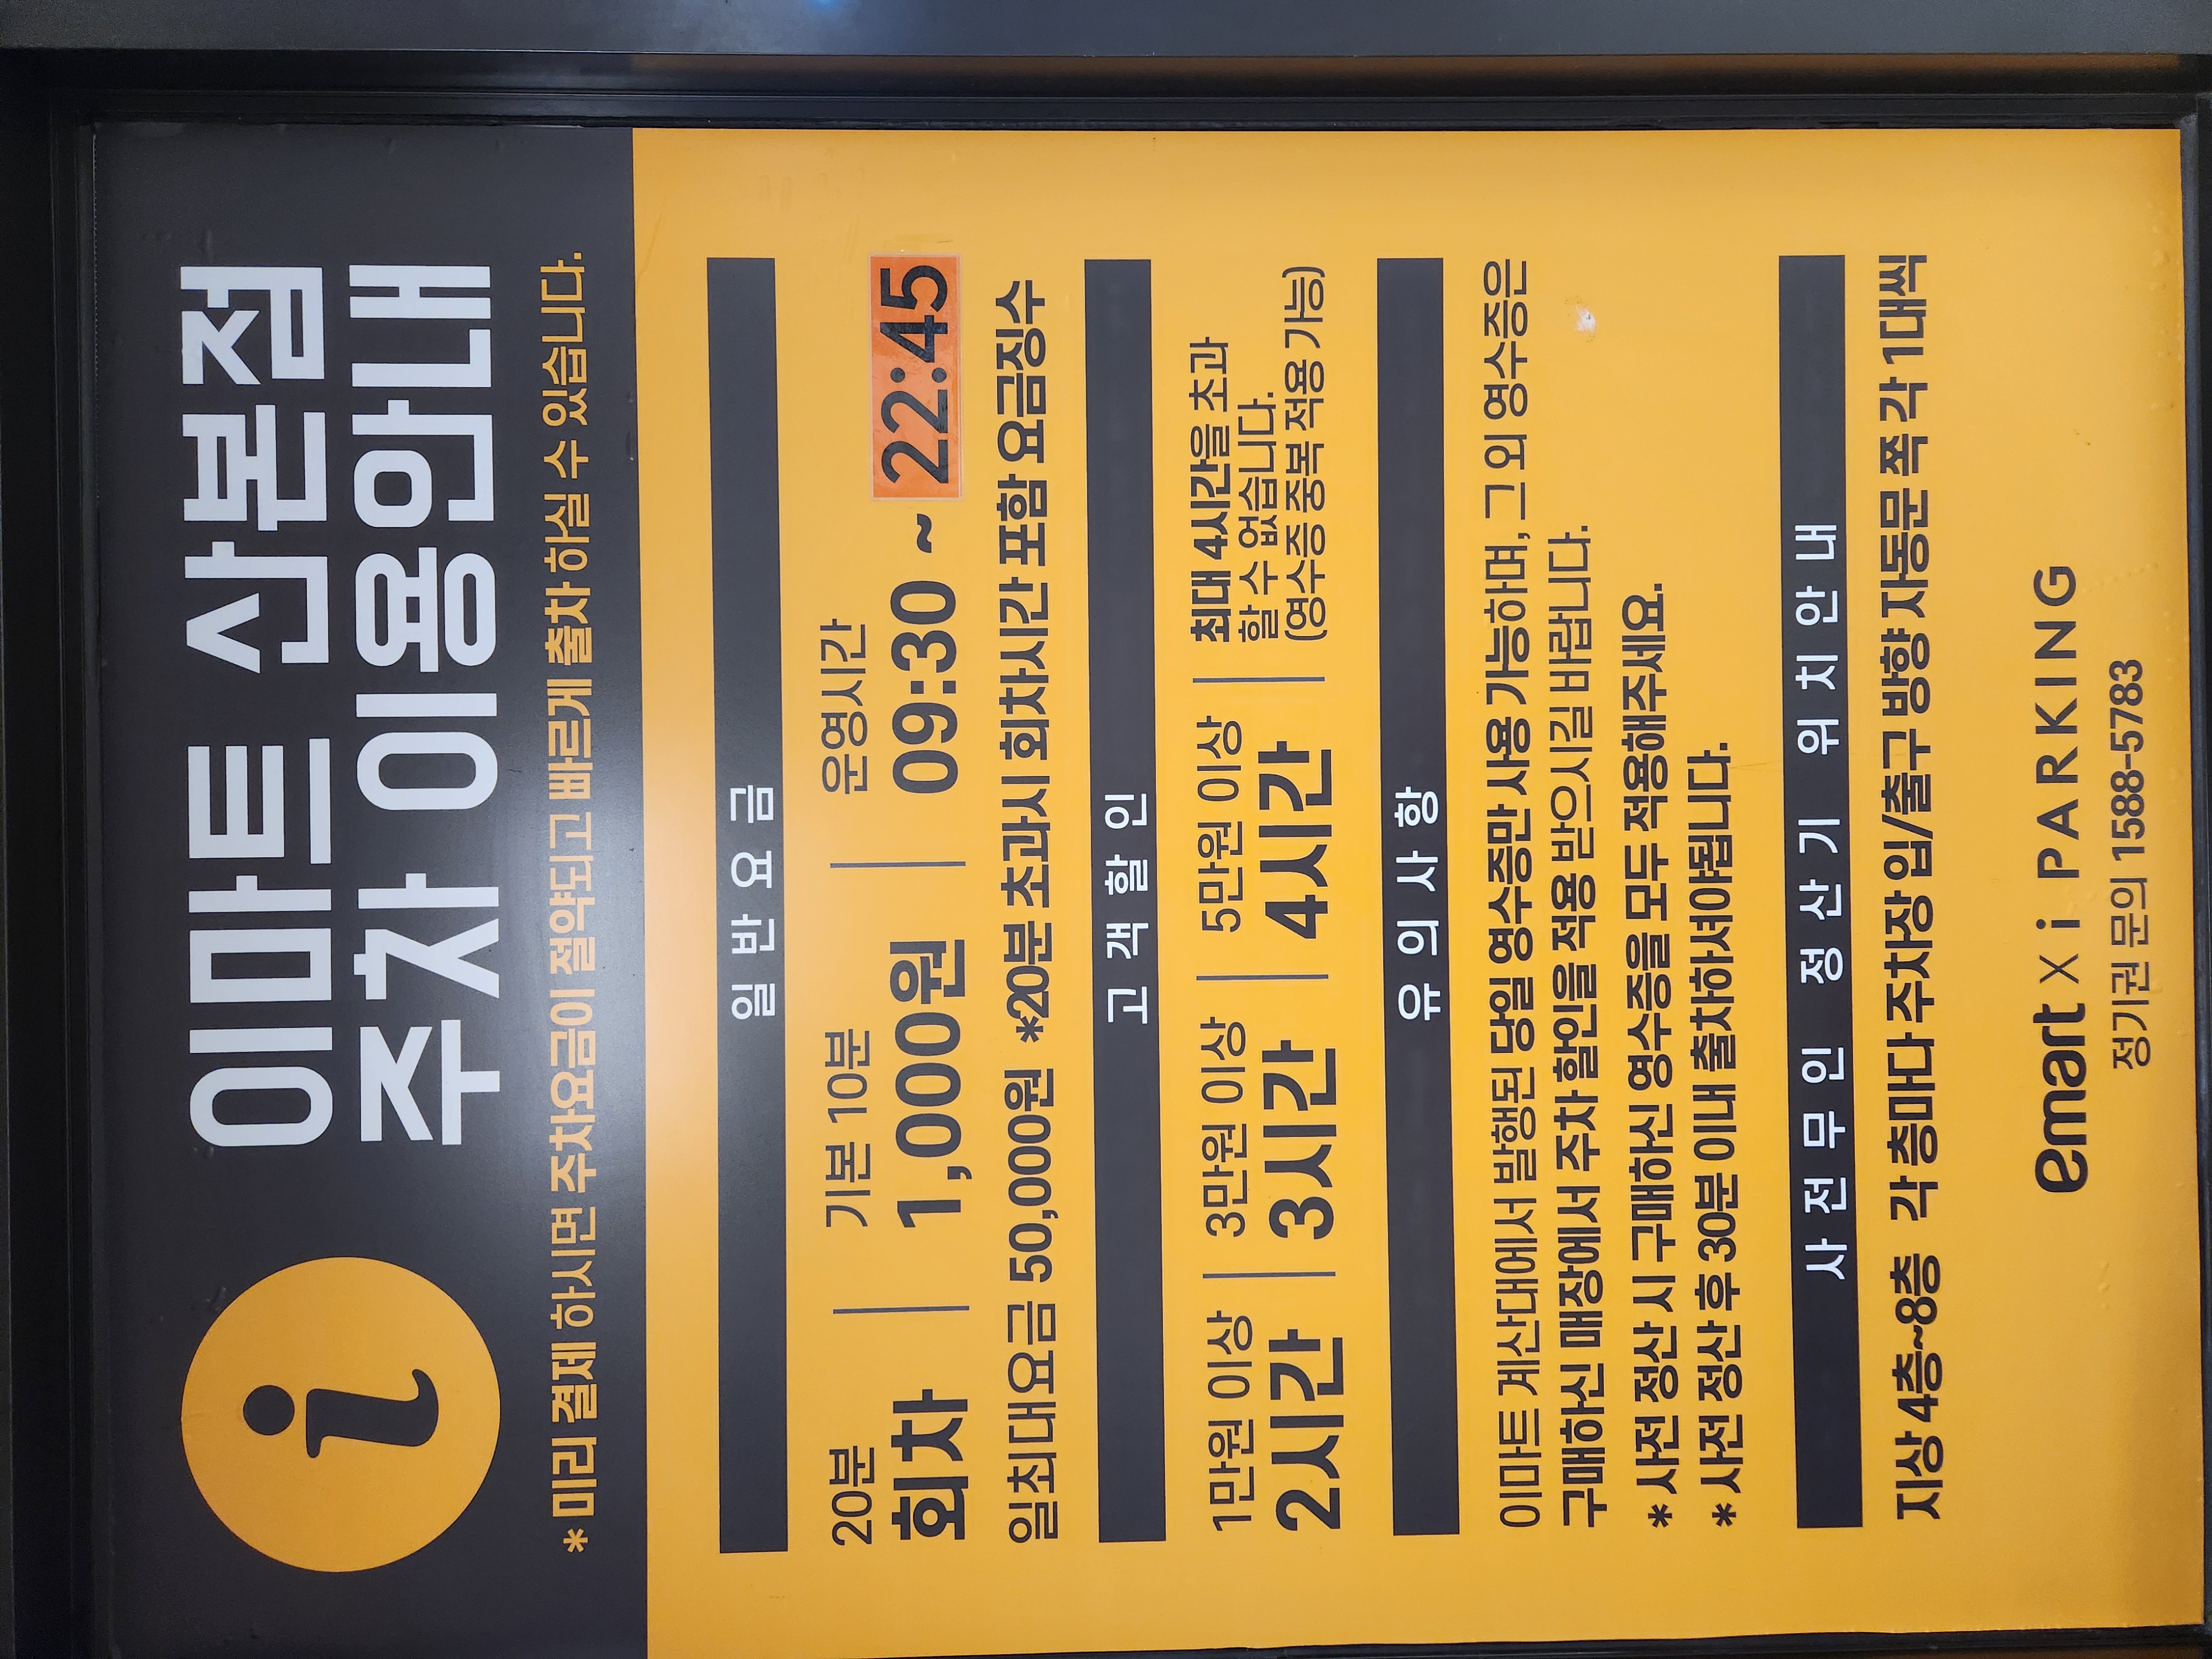 i
이마트 산본점
주차 이용안내
* 미리 결제 하시면 주차요금이 절약되고 빠르게 출차 하실 수 있습니다.
일반요금
20분 기본 10분 운영시간
회차 1,000원 09:30 ~ 22:45
일최대요금 50,000원 *20분 초과시 회차시간 포함 요금징수
고객할인
1만원 이상 3만원 이상 5만원 이상
2시간 3시간 4시간
최대 4시간을 초과
할 수 없습니다.
(영수증 중복 적용 가능)
유의사항
이마트 계산대에서 발행된 당일 영수증만 사용 가능하며, 그 외 영수증은
구매하신 매장에서 주차 할인을 적용 받으시길 바랍니다.
* 사전 정산 시 구매하신 영수증을 모두 적용해주세요.
* 사전 정산 후 30분 이내 출차하셔야됩니다.
사전무인 정산기 위치안내
지상 4층~8층 각 층마다 주차장 입/출구 방향 자동문 쪽 각 1대씩
emart X i PARKING
정기권 문의 1588-5783